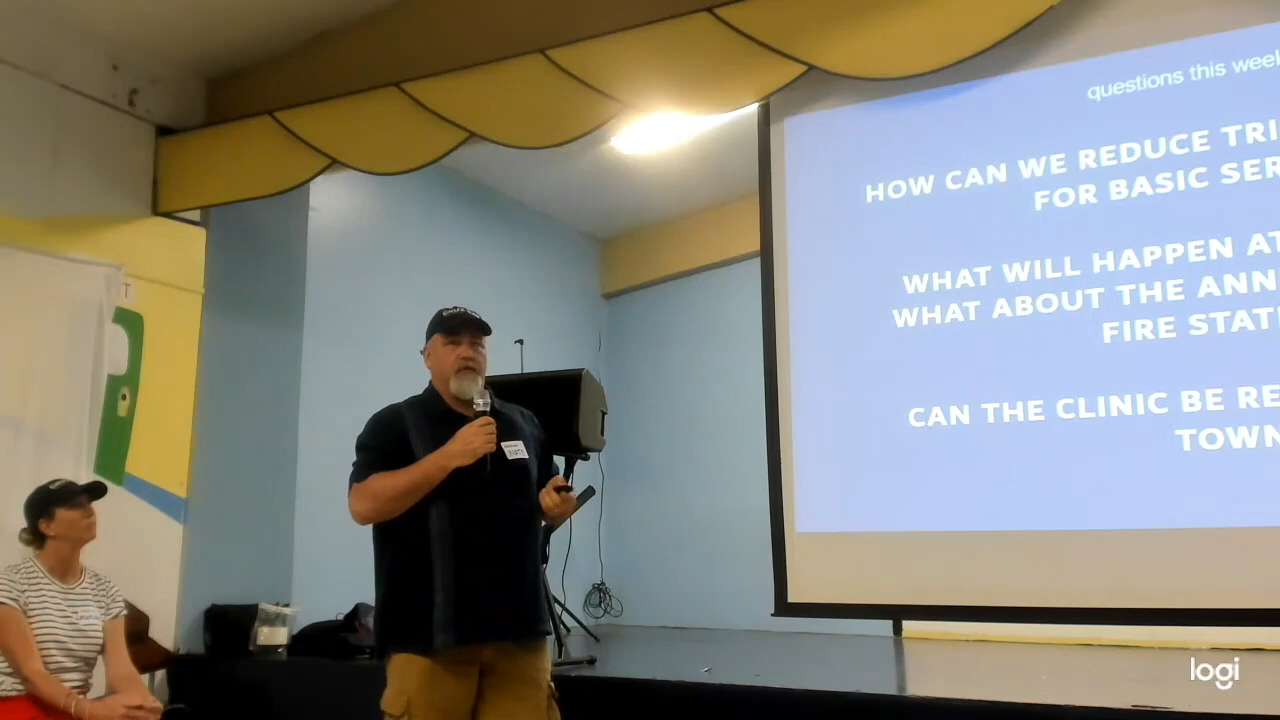 questions this week
HOW CAN WE REDUCE TRI
FOR BASIC SER
WHAT WILL HAPPEN AT
WHAT ABOUT THE ANN
FIRE STATI
CAN THE CLINIC BE RE
TOWN
logi